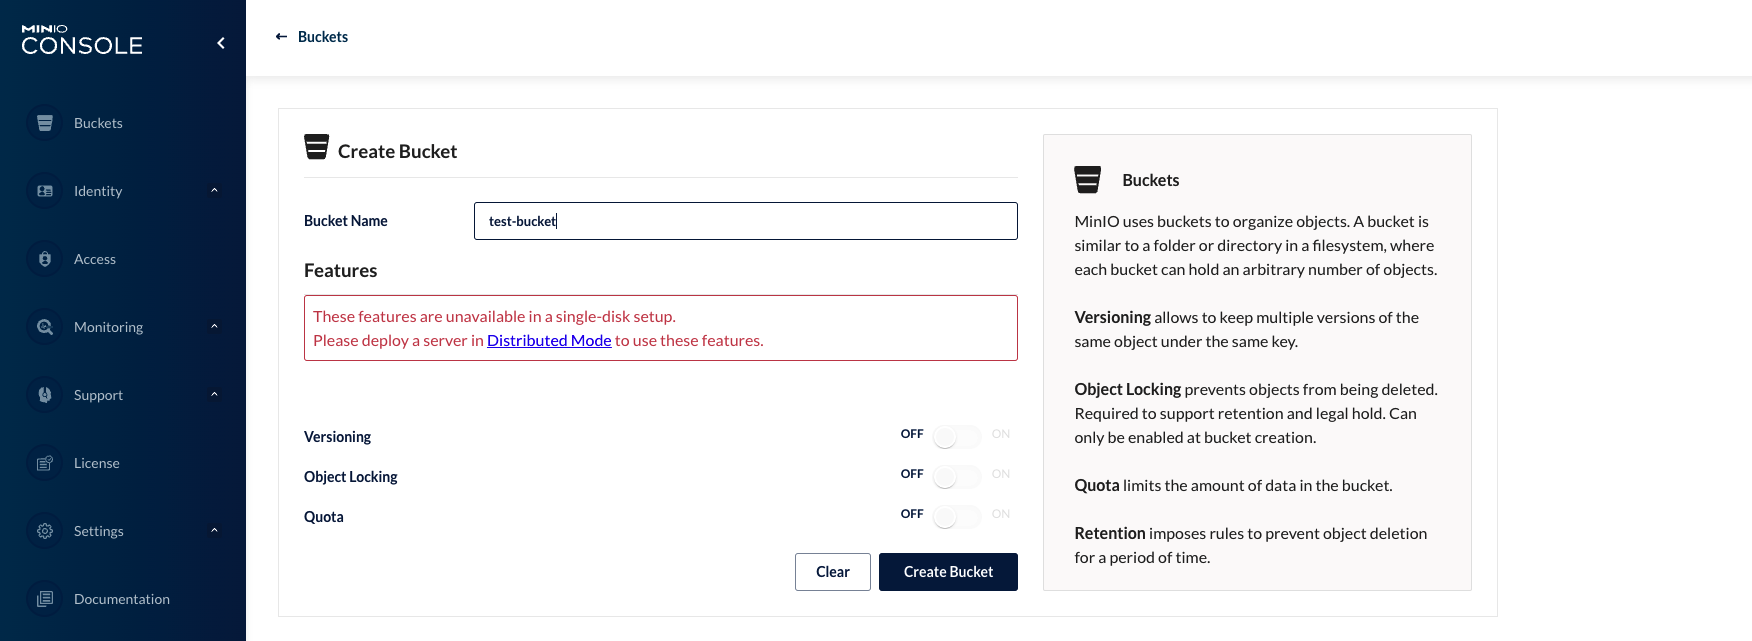 MINIO
CONSOLE
Buckets
Identity
Access
Monitoring
Support
License
Settings
Documentation
← Buckets
Create Bucket
Bucket Name
test-bucket
Features
These features are unavailable in a single-disk setup.
Please deploy a server in Distributed Mode to use these features.
Versioning OFF ON
Object Locking OFF ON
Quota OFF ON
Clear Create Bucket
Buckets
MinIO uses buckets to organize objects. A bucket is
similar to a folder or directory in a filesystem, where
each bucket can hold an arbitrary number of objects.
Versioning allows to keep multiple versions of the
same object under the same key.
Object Locking prevents objects from being deleted.
Required to support retention and legal hold. Can
only be enabled at bucket creation.
Quota limits the amount of data in the bucket.
Retention imposes rules to prevent object deletion
for a period of time.